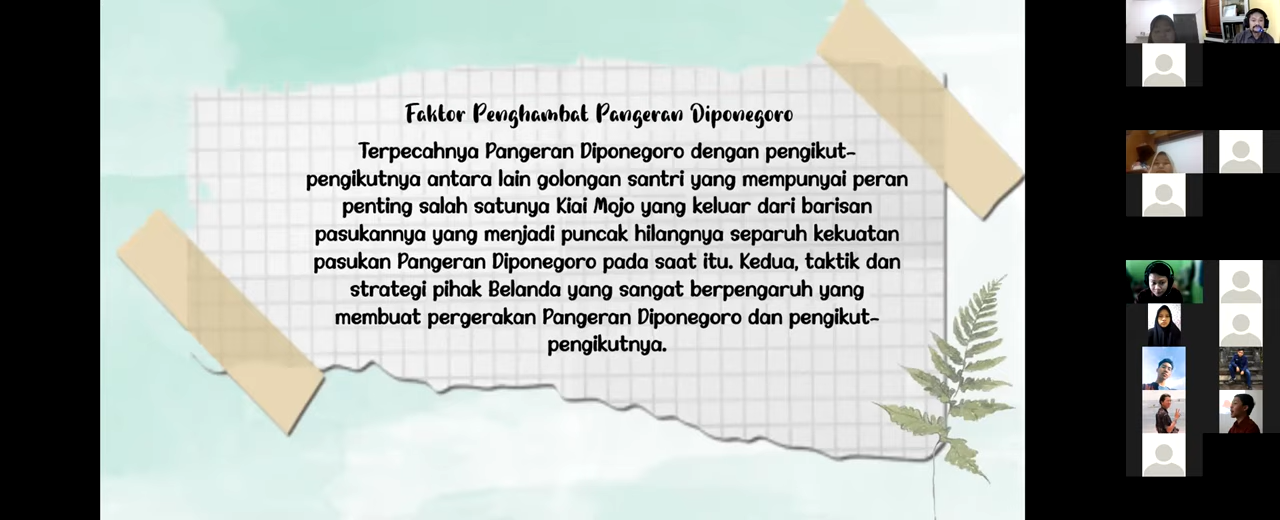 Faktor Penghambat Pangeran Diponegoro
Terpecahnya Pangeran Diponegoro dengan pengikut-
pengikutnya antara lain golongan santri yang mempunyai peran
penting salah satunya Kiai Mojo yang keluar dari barisan
pasukannya yang menjadi puncak hilangnya separuh kekuatan
pasukan Pangeran Diponegoro pada saat itu. Kedua, taktik dan
strategi pihak Belanda yang sangat berpengaruh yang
membuat pergerakan Pangeran Diponegoro dan pengikut-
pengikutnya.